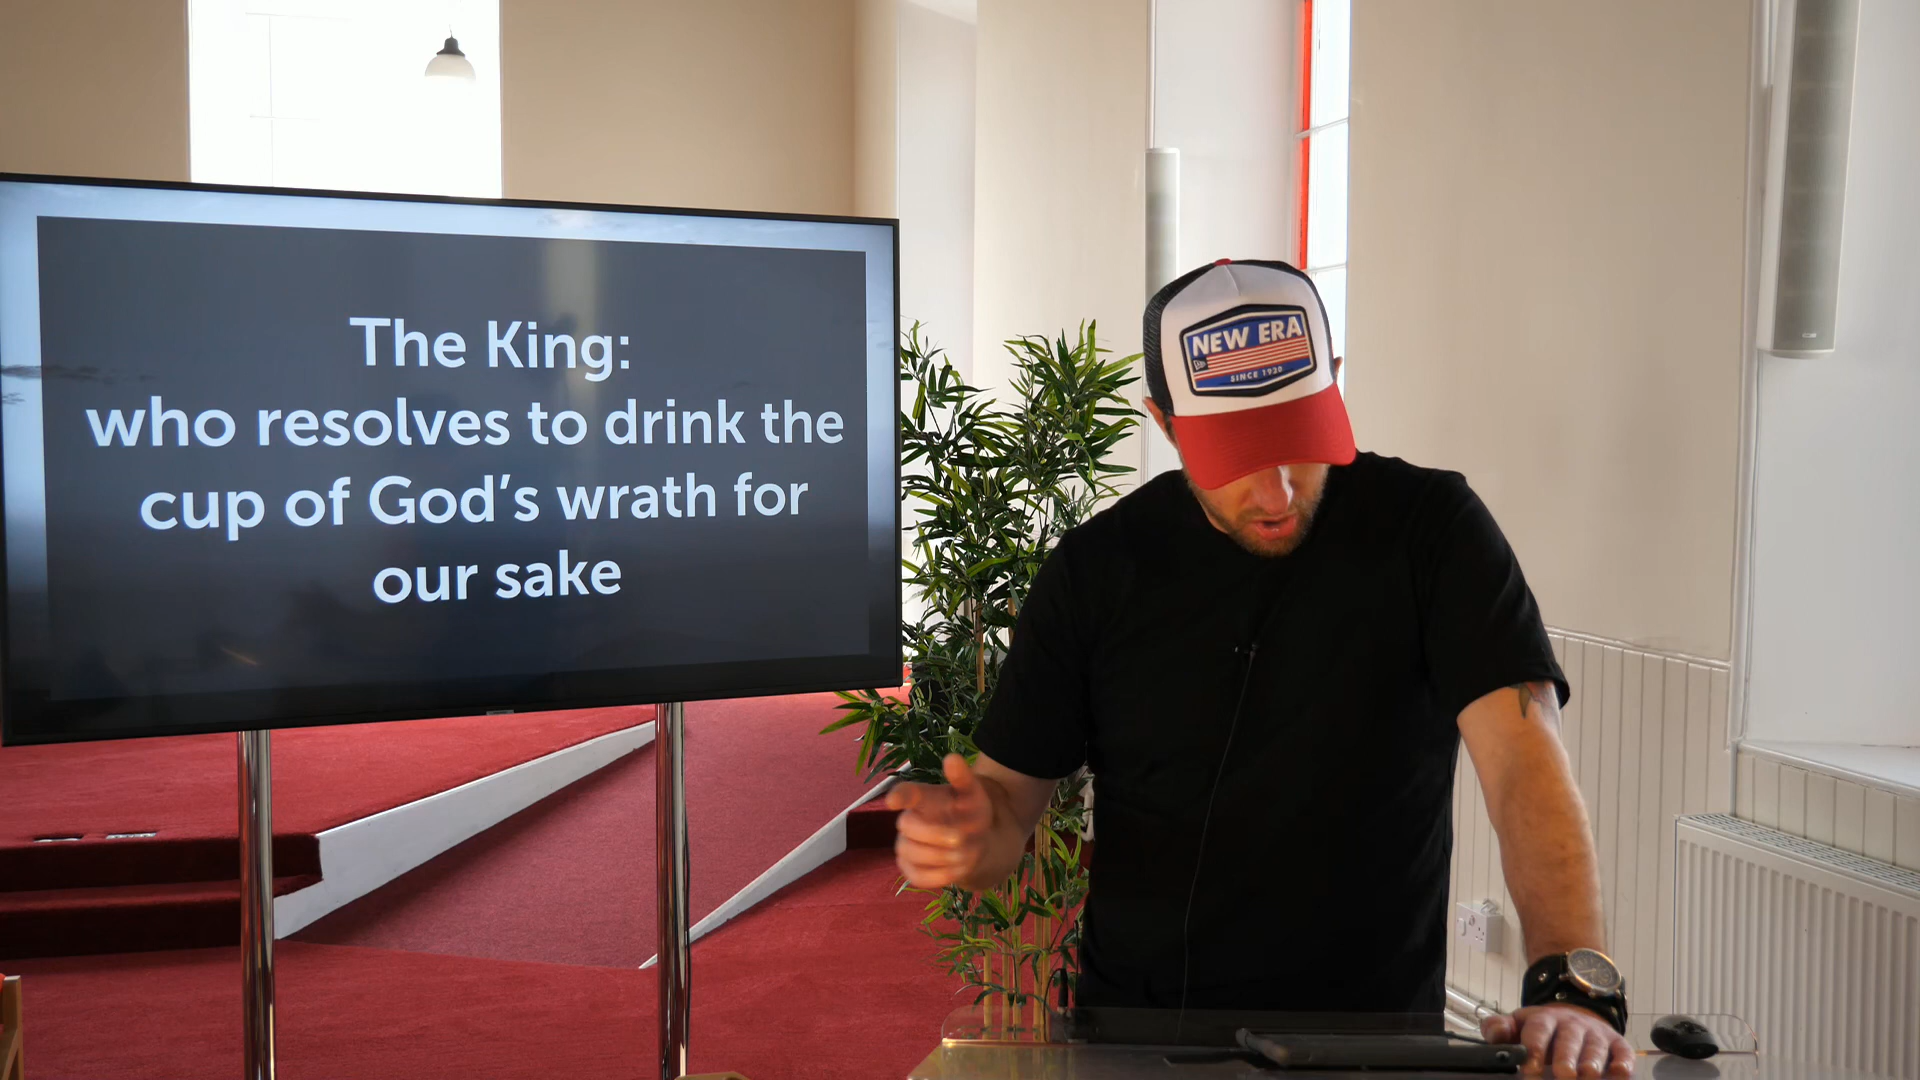 The King:
who resolves to drink the
cup of God’s wrath for
our sake
NEW ERA
SINCE 1920